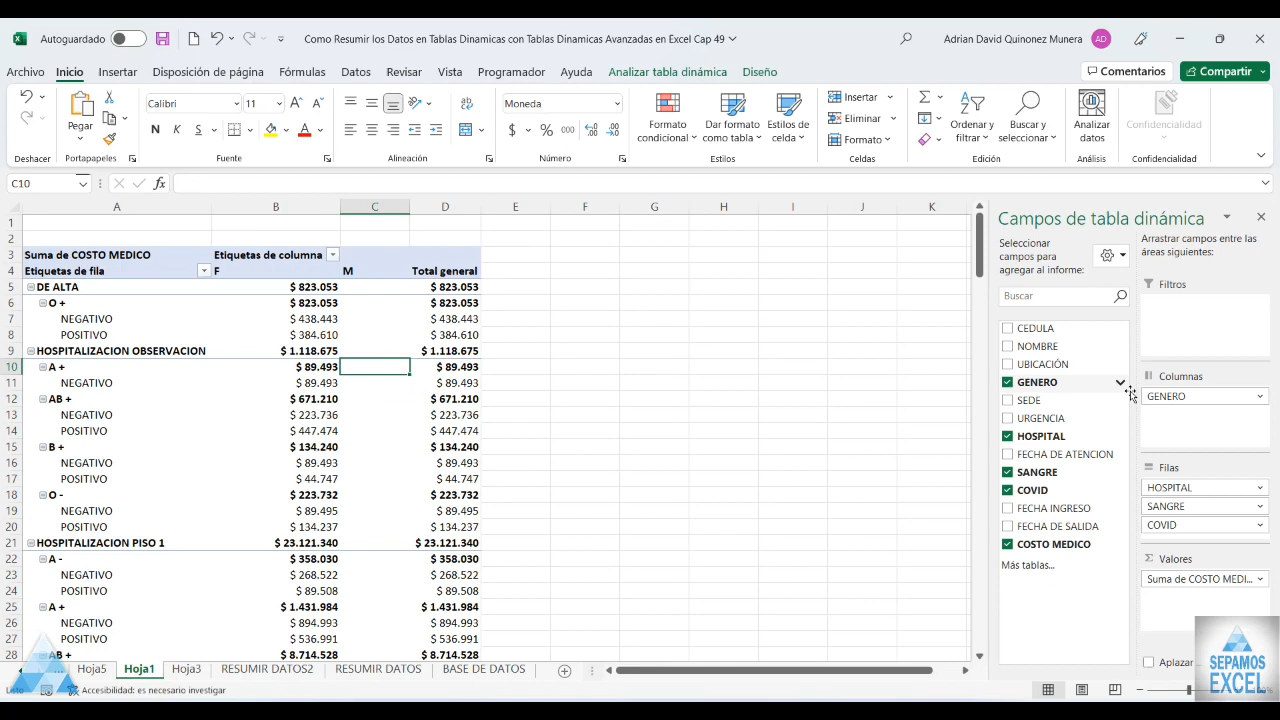 Autoguardado
Como Resumir los Datos en Tablas Dinamicas con Tablas Dinamicas Avanzadas en Excel Cap 49
Adrian David Quinonez Munera AD
Archivo Inicio Insertar Disposición de página Fórmulas Datos Revisar Vista Programador Ayuda Analizar tabla dinámica Diseño
Comentarios Compartir
Pegar
Calibri 11
N K S
Moneda
$ % 000
Formato condicional
Dar formato como tabla
Estilos de celda
Insertar
Eliminar
Formato
Ordenar y filtrar
Buscar y seleccionar
Analizar datos
Confidencialidad
Deshacer Portapapeles Fuente Alineación Número Estilos Celdas Edición Análisis Confidencialidad
C10 fx
A B C D E F G H I J K
1
2
3 Suma de COSTO MEDICO Etiquetas de columna
4 Etiquetas de fila F M Total general
5 DE ALTA $ 823.053 $ 823.053
6 O + $ 823.053 $ 823.053
7 NEGATIVO $ 438.443 $ 438.443
8 POSITIVO $ 384.610 $ 384.610
9 HOSPITALIZACION OBSERVACION $ 1.118.675 $ 1.118.675
10 A + $ 89.493 $ 89.493
11 NEGATIVO $ 89.493 $ 89.493
12 AB + $ 671.210 $ 671.210
13 NEGATIVO $ 223.736 $ 223.736
14 POSITIVO $ 447.474 $ 447.474
15 B + $ 134.240 $ 134.240
16 NEGATIVO $ 89.493 $ 89.493
17 POSITIVO $ 44.747 $ 44.747
18 O - $ 223.732 $ 223.732
19 NEGATIVO $ 89.495 $ 89.495
20 POSITIVO $ 134.237 $ 134.237
21 HOSPITALIZACION PISO 1 $ 23.121.340 $ 23.121.340
22 A - $ 358.030 $ 358.030
23 NEGATIVO $ 268.522 $ 268.522
24 POSITIVO $ 89.508 $ 89.508
25 A + $ 1.431.984 $ 1.431.984
26 NEGATIVO $ 894.993 $ 894.993
27 POSITIVO $ 536.991 $ 536.991
28 AB + $ 8.714.528 $ 8.714.528
Campos de tabla dinámica
Seleccionar campos para agregar al informe:
Buscar
CEDULA
NOMBRE
UBICACIÓN
GENERO
SEDE
URGENCIA
HOSPITAL
FECHA DE ATENCION
SANGRE
COVID
FECHA INGRESO
FECHA DE SALIDA
COSTO MEDICO
Más tablas...
Arrastrar campos entre las áreas siguientes:
Filtros
Columnas
GENERO
Filas
HOSPITAL
SANGRE
COVID
Σ Valores
Suma de COSTO MEDI...
Aplazar
SEPAMOS
EXCEL
... Hoja5 Hoja1 Hoja3 RESUMIR DATOS2 RESUMIR DATOS BASE DE DATOS
Listo Accesibilidad: es necesario investigar